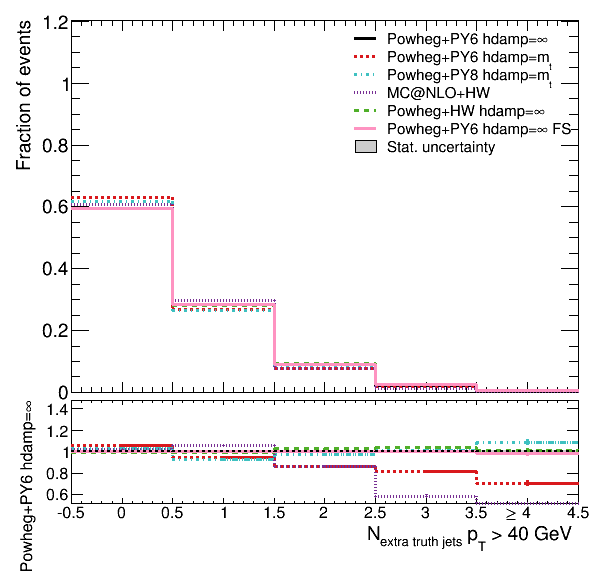 1.2
1
0.8
0.6
0.4
0.2
0
Fraction of events
Powheg+PY6 hdamp=∞
Powheg+PY6 hdamp=m_t
Powheg+PY8 hdamp=m_t
MC@NLO+HW
Powheg+HW hdamp=∞
Powheg+PY6 hdamp=∞ FS
Stat. uncertainty
1.4
1.2
1
0.8
0.6
Powheg+PY6 hdamp=∞
-0.5 0 0.5 1 1.5 2 2.5 3 3.5 ≥ 4 4.5
N_extra truth jets p_T > 40 GeV